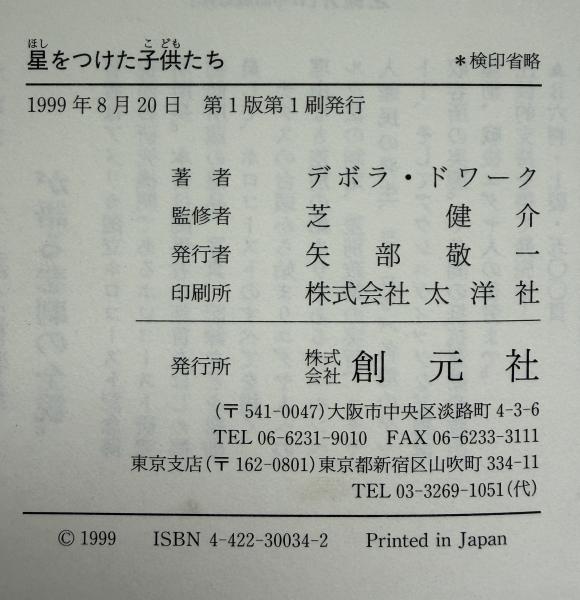 ほし こ ども
星をつけた子供たち ＊検印省略
1999年8月20日 第1版第1刷発行
著者 デボラ・ドワーク
監修者 芝健介
発行者 矢部敬一
印刷所 株式会社 太洋社
発行所 株式会社 創元社
(〒541-0047)大阪市中央区淡路町4-3-6
TEL 06-6231-9010 FAX 06-6233-3111
東京支店(〒162-0801)東京都新宿区山吹町334-11
TEL 03-3269-1051(代)
© 1999 ISBN 4-422-30034-2 Printed in Japan